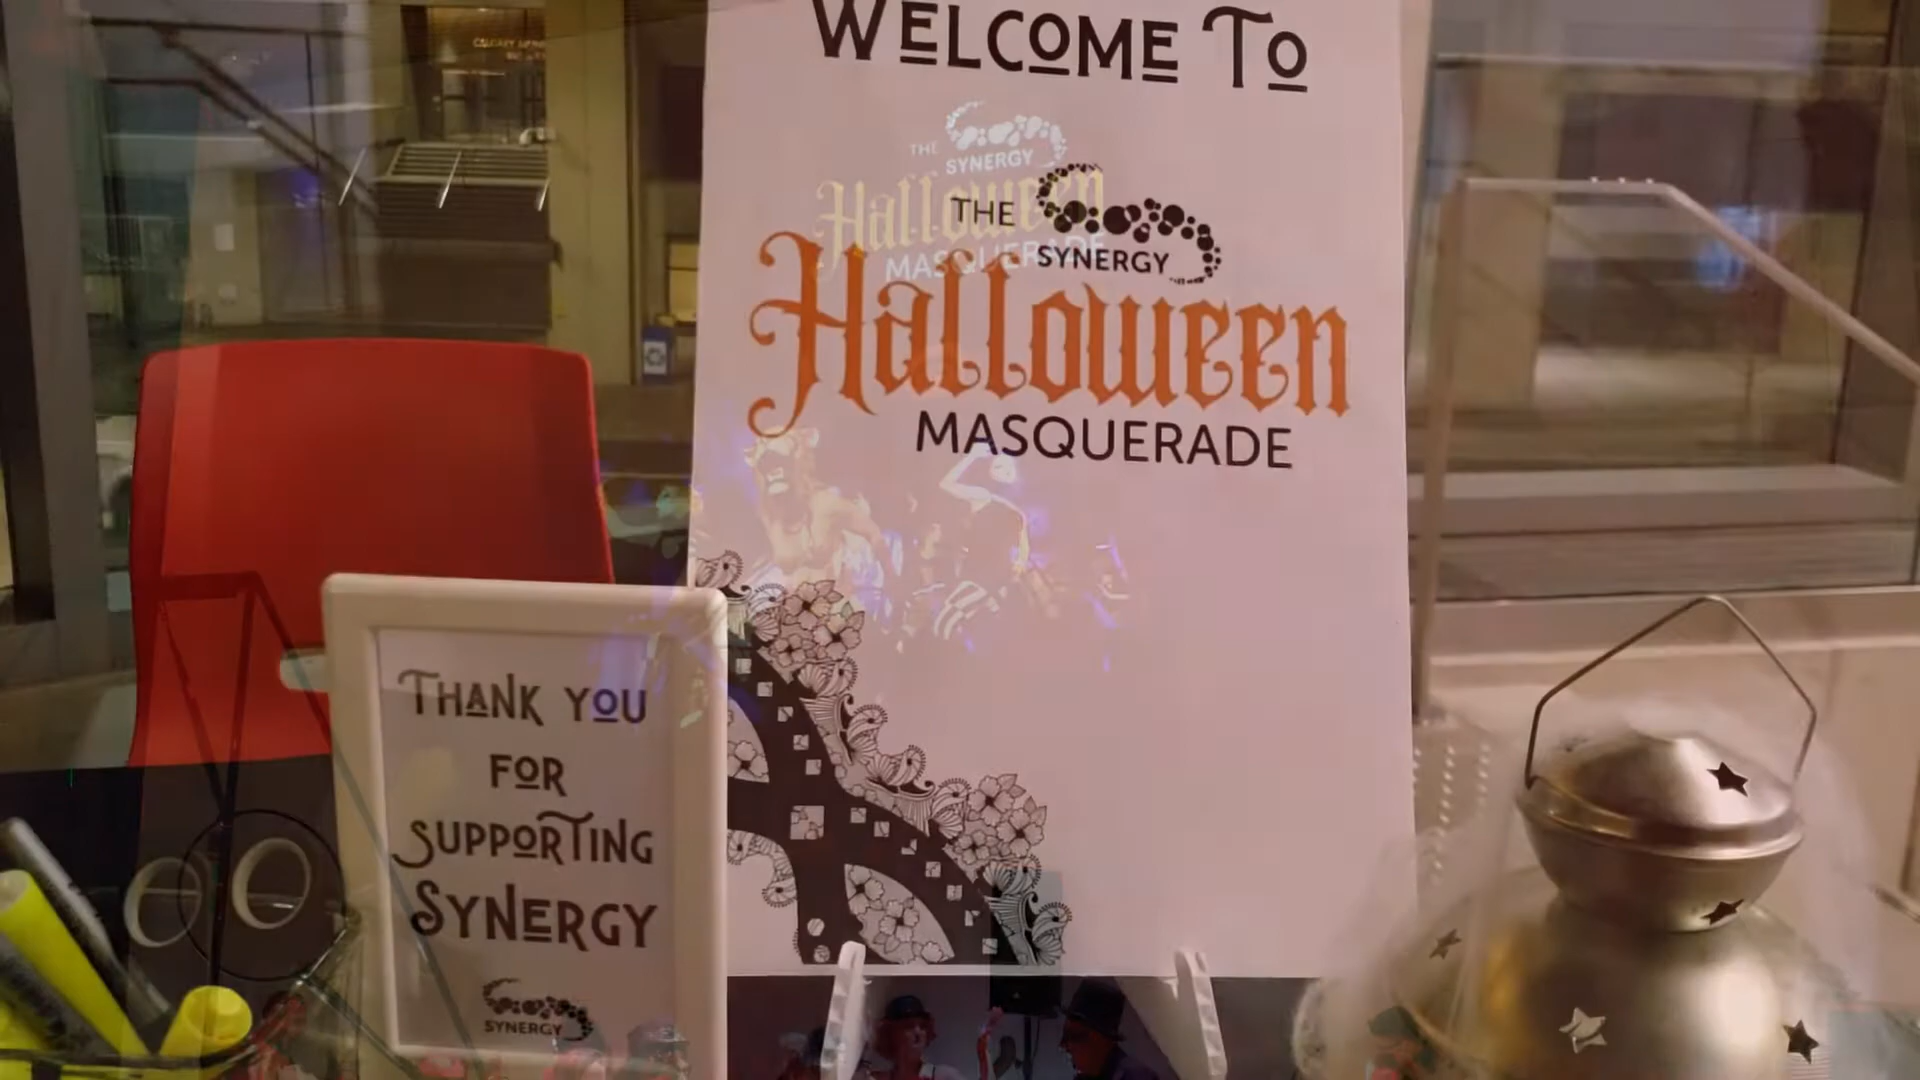 WELCOME TO
THE
SYNERGY
Halloween
MASQUERADE
THE
SYNERGY
Halloween
MASQUERADE
THANK YOU
FOR
SUPPORTING
SYNERGY
SYNERGY